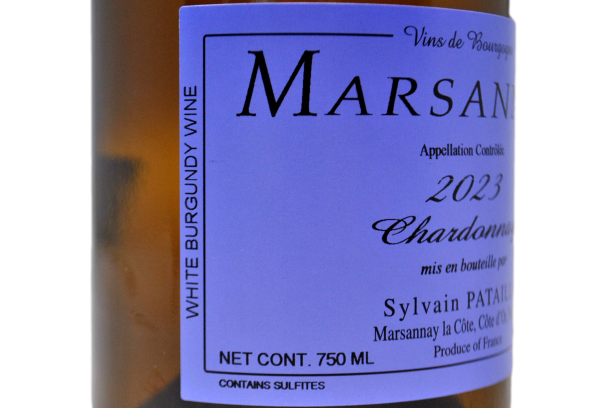 Vins de Bourgogne
MARSAN
Appellation Contrôlée
2023
Chardonnay
mis en bouteille par
Sylvain PATAIL
Marsannay la Côte, Côte d'O
Produce of France
NET CONT. 750 ML
CONTAINS SULFITES
WHITE BURGUNDY WINE